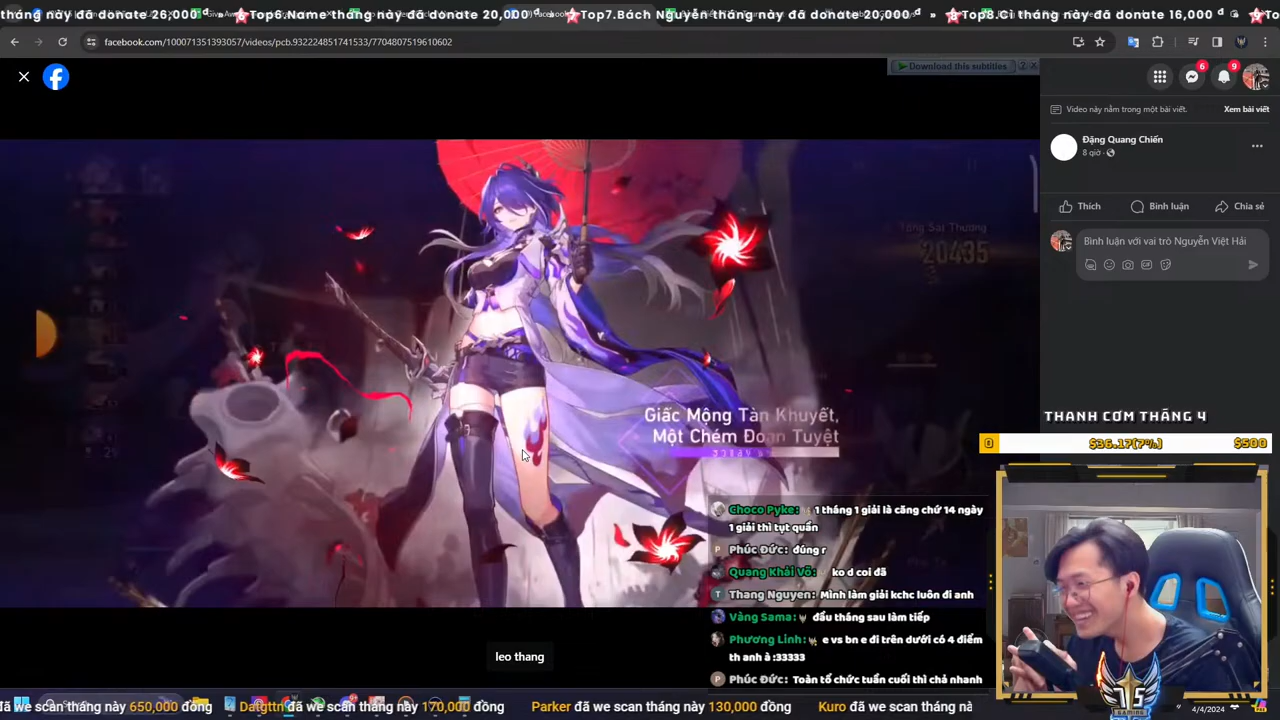 tháng này đã donate 26,000 đ » Top6.Name tháng này đã donate 20,000 đ » Top7.Bách Nguyễn tháng này đã donate 20,000 đ » Top8.Ci tháng này đã donate 16,000 đ »
facebook.com/100071351393057/videos/pcb.932224851741533/7704807519610602
Download this subtitles
6
9
Video này nằm trong một bài viết.
Xem bài viết
Đặng Quang Chiến
8 giờ
Thích
Bình luận
Chia sẻ
Bình luận với vai trò Nguyễn Việt Hải
Tổng Sát Thương
20435
Giấc Mộng Tàn Khuyết,
Một Chém Đoạn Tuyệt
THANH CƠM THÁNG 4
0
$36.17(7%)
$500
Choco Pyke: 1 tháng 1 giải là căng chứ 14 ngày
1 giải thì tụt quần
P Phúc Đức: đúng r
Quang Khải Võ: ko d coi đã
T Thang Nguyen: Mình làm giải kchc luôn đi anh
Vàng Sama: đầu tháng sau làm tiếp
Phương Linh: e vs bn e đi trên dưới có 4 điểm
th anh à :33333
P Phúc Đức: Toàn tổ chức tuần cuối thì chả nhanh
leo thang
đã we scan tháng này 650,000 đồng
Datgttn đã we scan tháng này 170,000 đồng
Parker đã we scan tháng này 130,000 đồng
Kuro đã we scan tháng này
4/4/2024